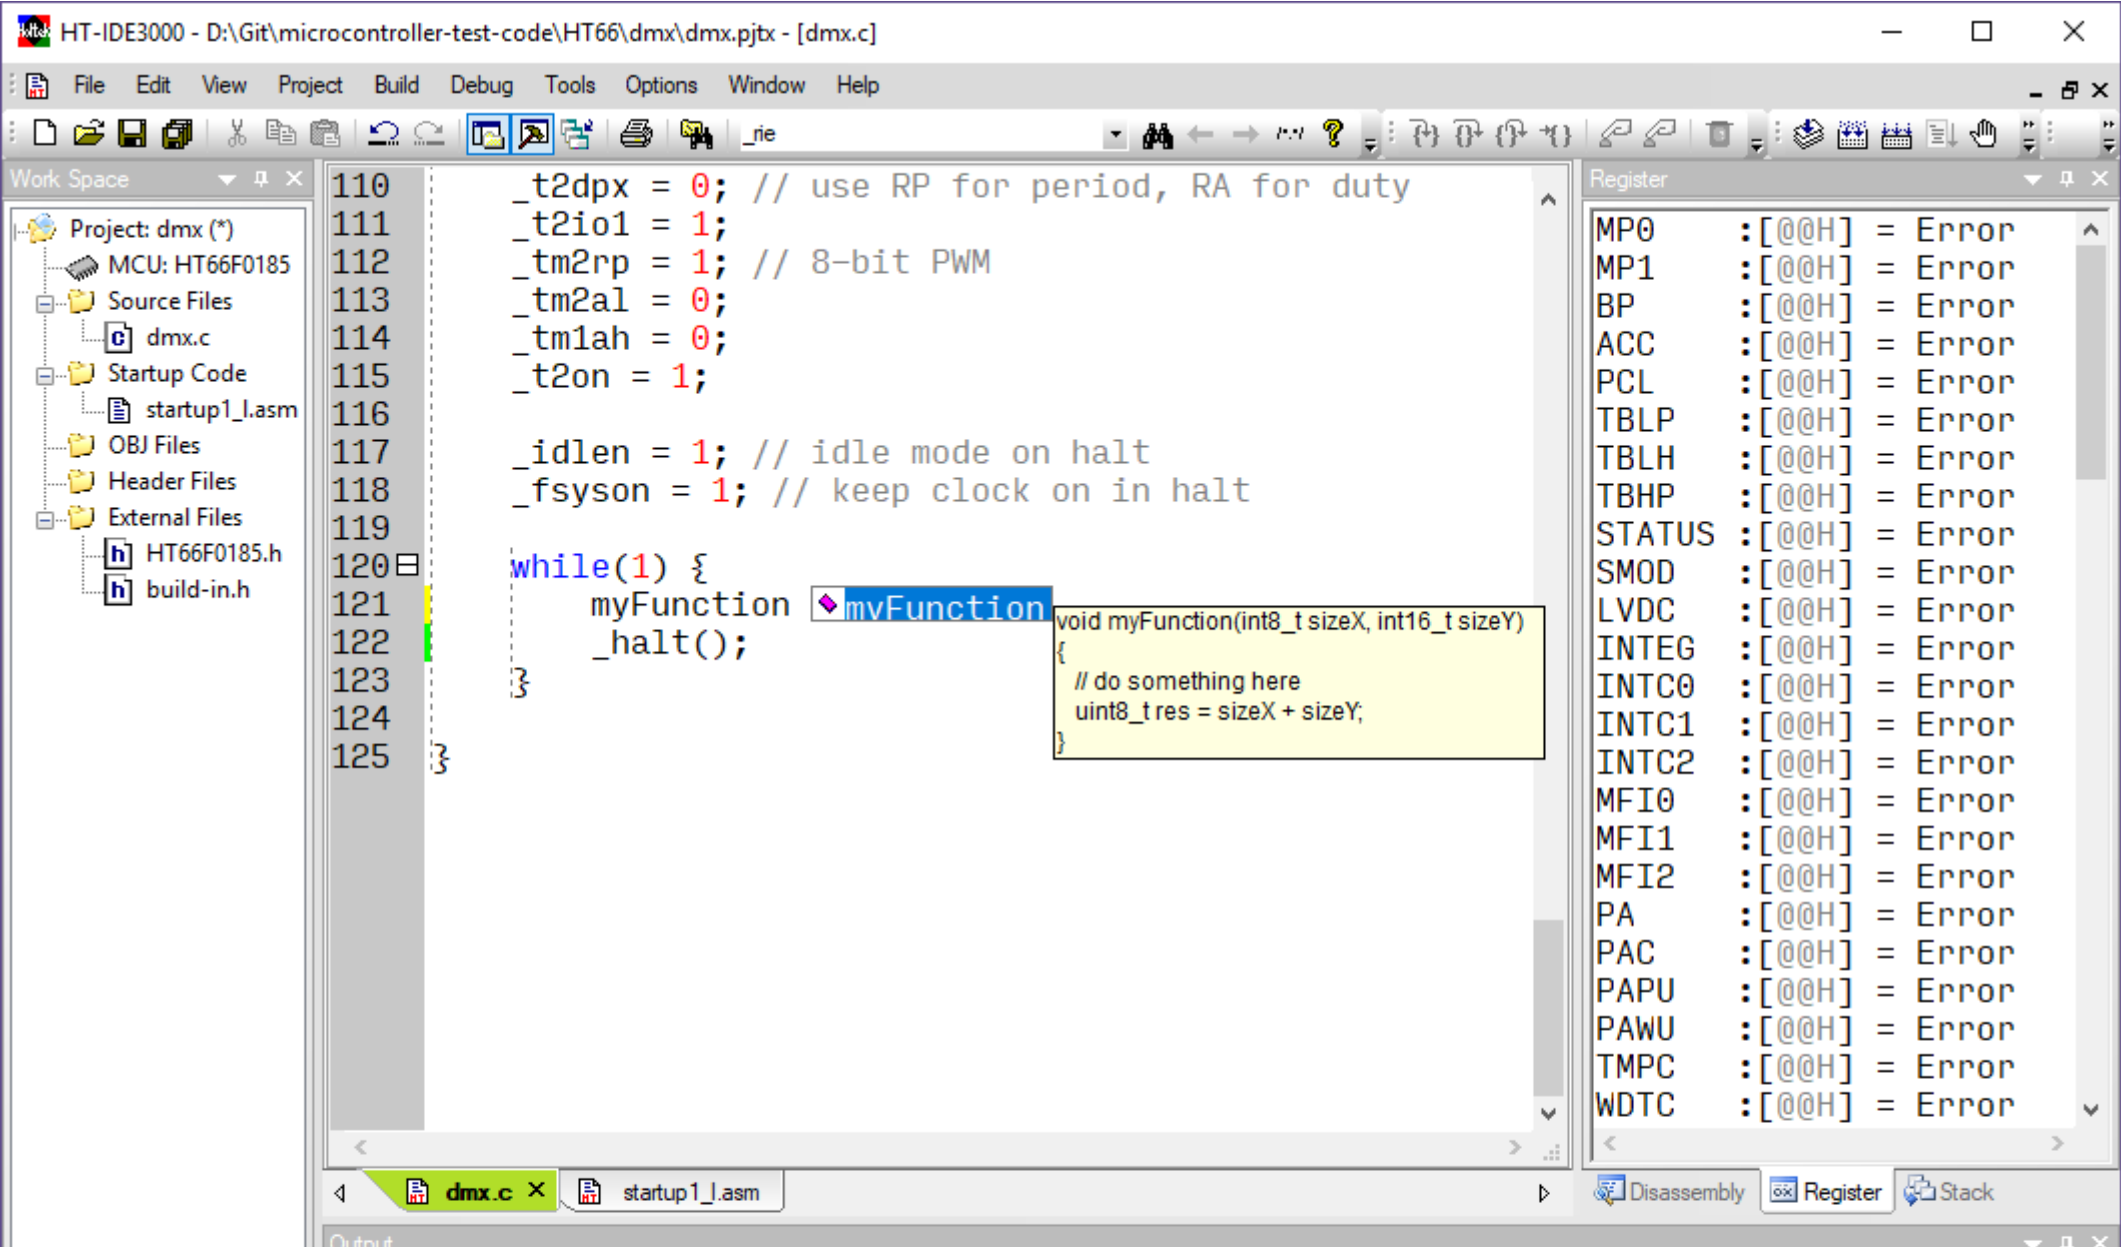 HT-IDE3000 - D:\Git\microcontroller-test-code\HT66\dmx\dmx.pjtx - [dmx.c]
File Edit View Project Build Debug Tools Options Window Help
_rie
Work Space
Project: dmx (*)
MCU: HT66F0185
Source Files
dmx.c
Startup Code
startup1_l.asm
OBJ Files
Header Files
External Files
HT66F0185.h
build-in.h
110 _t2dpx = 0; // use RP for period, RA for duty
111 _t2io1 = 1;
112 _tm2rp = 1; // 8-bit PWM
113 _tm2al = 0;
114 _tm1ah = 0;
115 _t2on = 1;
116
117 _idlen = 1; // idle mode on halt
118 _fsyson = 1; // keep clock on in halt
119
120 while(1) {
121 myFunction myFunction
122 _halt();
123 }
124
125 }
void myFunction(int8_t sizeX, int16_t sizeY)
{
// do something here
uint8_t res = sizeX + sizeY;
}
dmx.c startup1_l.asm
Output
Register
MP0 :[@@H] = Error
MP1 :[@@H] = Error
BP :[@@H] = Error
ACC :[@@H] = Error
PCL :[@@H] = Error
TBLP :[@@H] = Error
TBLH :[@@H] = Error
TBHP :[@@H] = Error
STATUS :[@@H] = Error
SMOD :[@@H] = Error
LVDC :[@@H] = Error
INTEG :[@@H] = Error
INTC0 :[@@H] = Error
INTC1 :[@@H] = Error
INTC2 :[@@H] = Error
MFI0 :[@@H] = Error
MFI1 :[@@H] = Error
MFI2 :[@@H] = Error
PA :[@@H] = Error
PAC :[@@H] = Error
PAPU :[@@H] = Error
PAWU :[@@H] = Error
TMPC :[@@H] = Error
WDTC :[@@H] = Error
Disassembly Register Stack